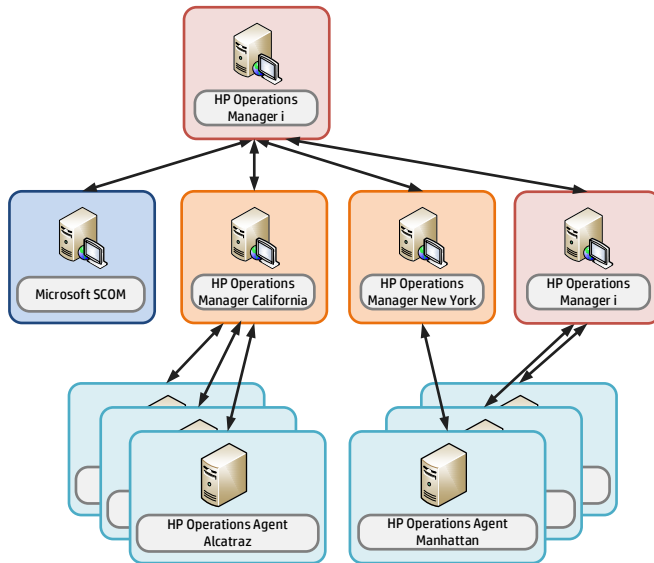 HP Operations
Manager i
Microsoft SCOM
HP Operations
Manager California
HP Operations
Manager New York
HP Operations
Manager i
HP Operations Agent
Alcatraz
HP Operations Agent
Manhattan